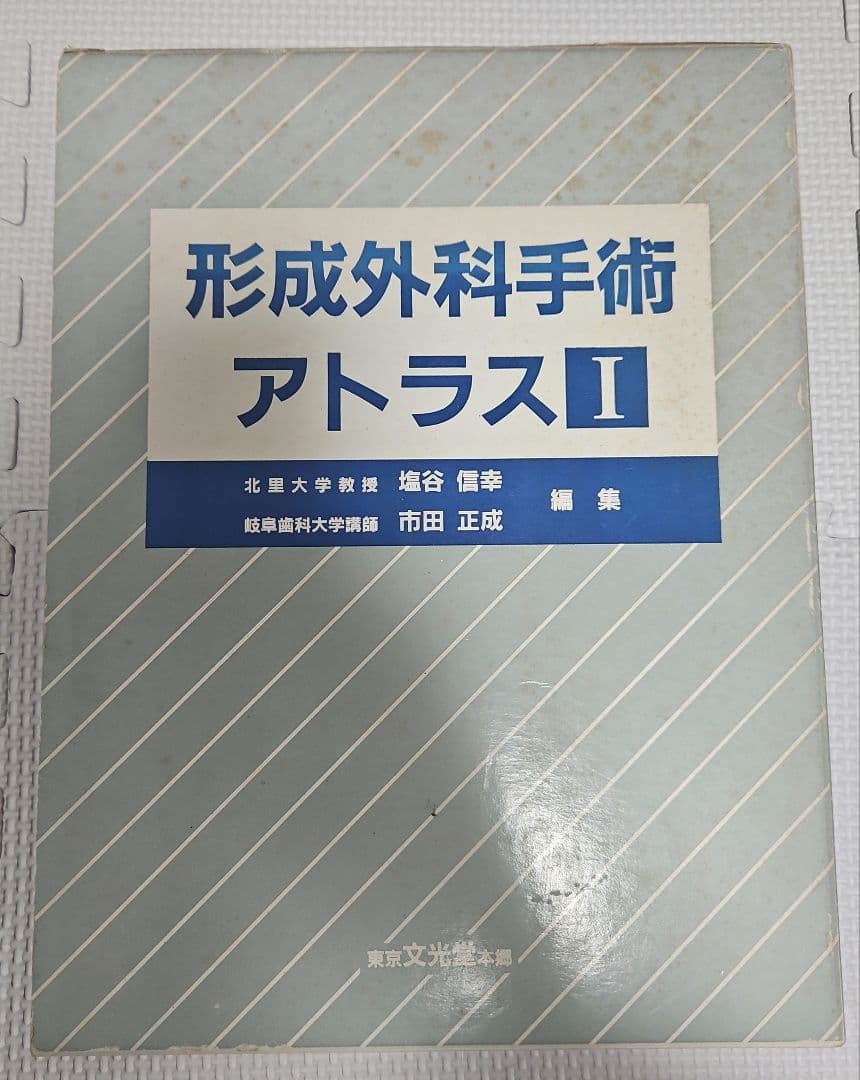 形成外科手術
アトラスI
北里大学教授 塩谷 信幸
岐阜歯科大学講師 市田 正成
編集
東京文光堂本郷